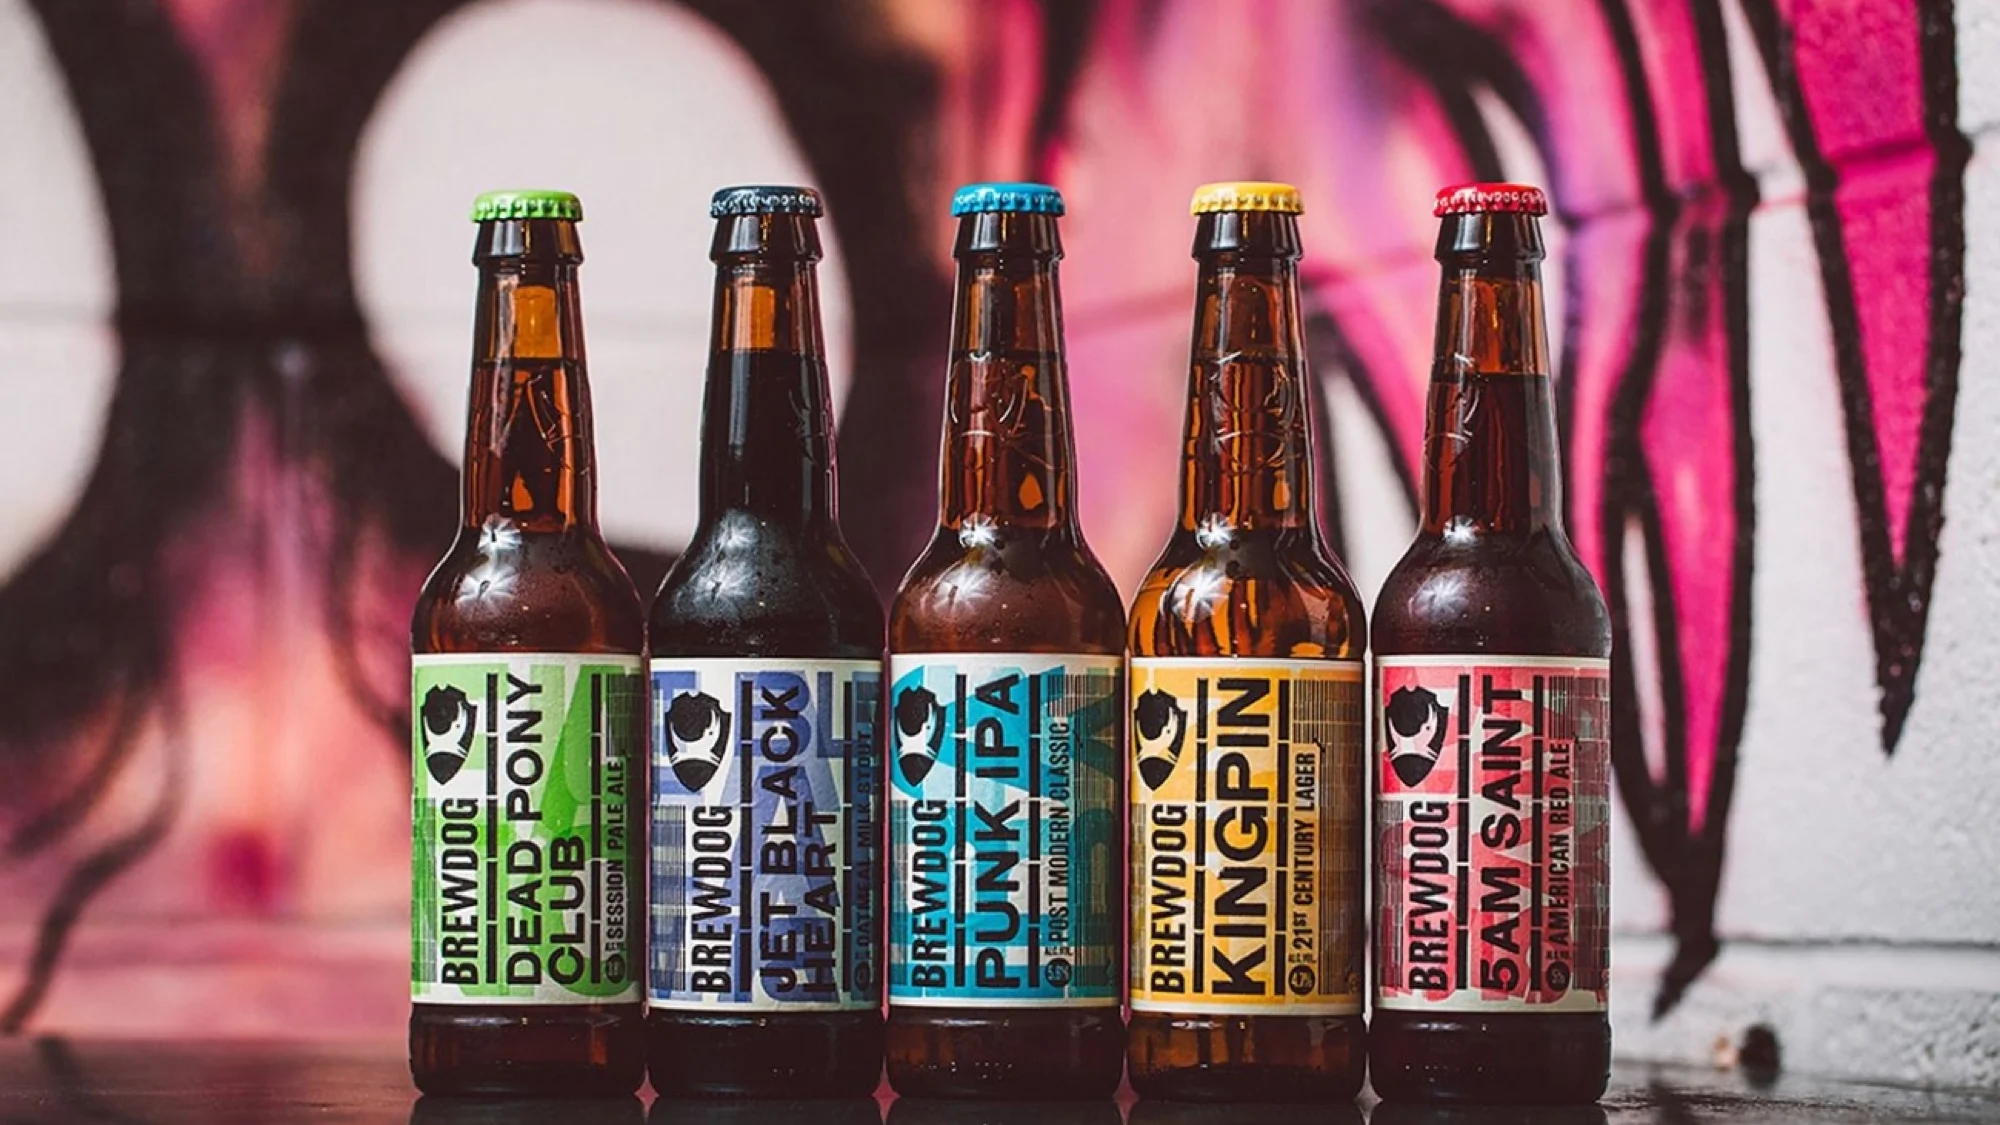 BREWDOG
DEAD PONY
CLUB
SESSION PALE ALE
BREWDOG
JET BLACK
HEART
OATMEAL MILK STOUT
BREWDOG
PUNK IPA
POST MODERN CLASSIC
BREWDOG
KINGPIN
21ST CENTURY LAGER
BREWDOG
5AM SAINT
AMERICAN RED ALE